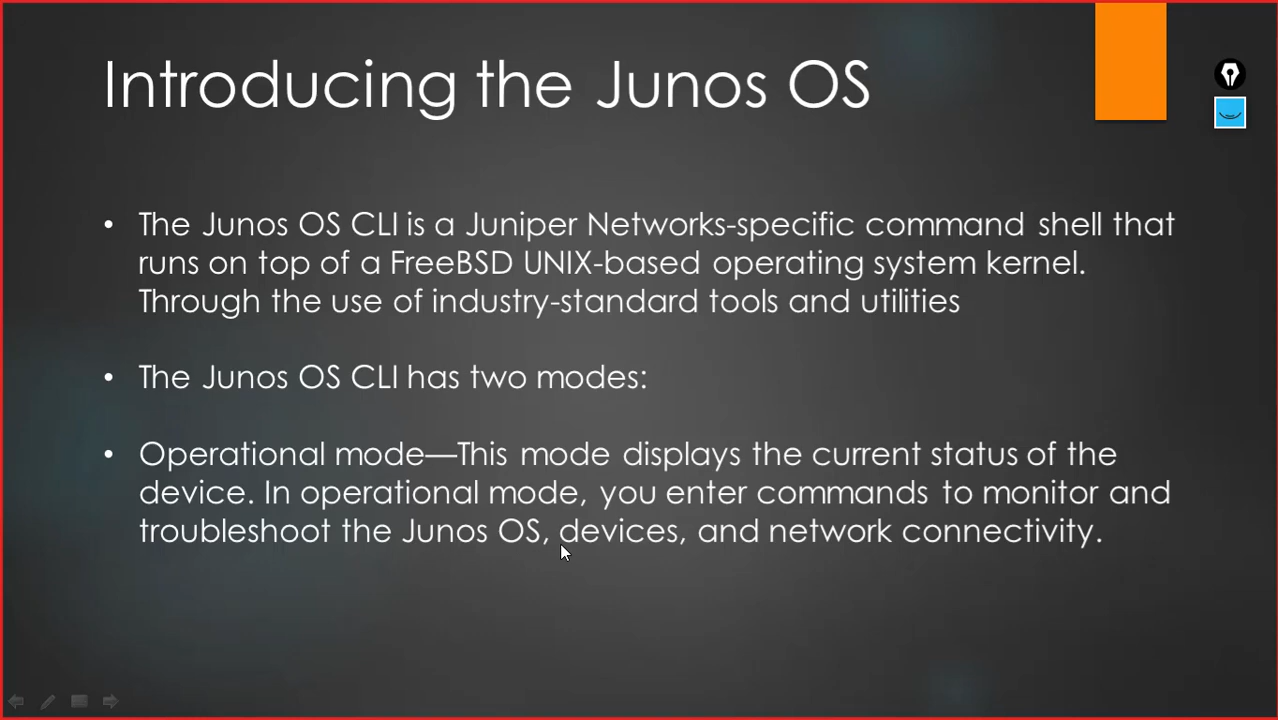 Introducing the Junos OS
• The Junos OS CLI is a Juniper Networks-specific command shell that
runs on top of a FreeBSD UNIX-based operating system kernel.
Through the use of industry-standard tools and utilities
• The Junos OS CLI has two modes:
• Operational mode—This mode displays the current status of the
device. In operational mode, you enter commands to monitor and
troubleshoot the Junos OS, devices, and network connectivity.